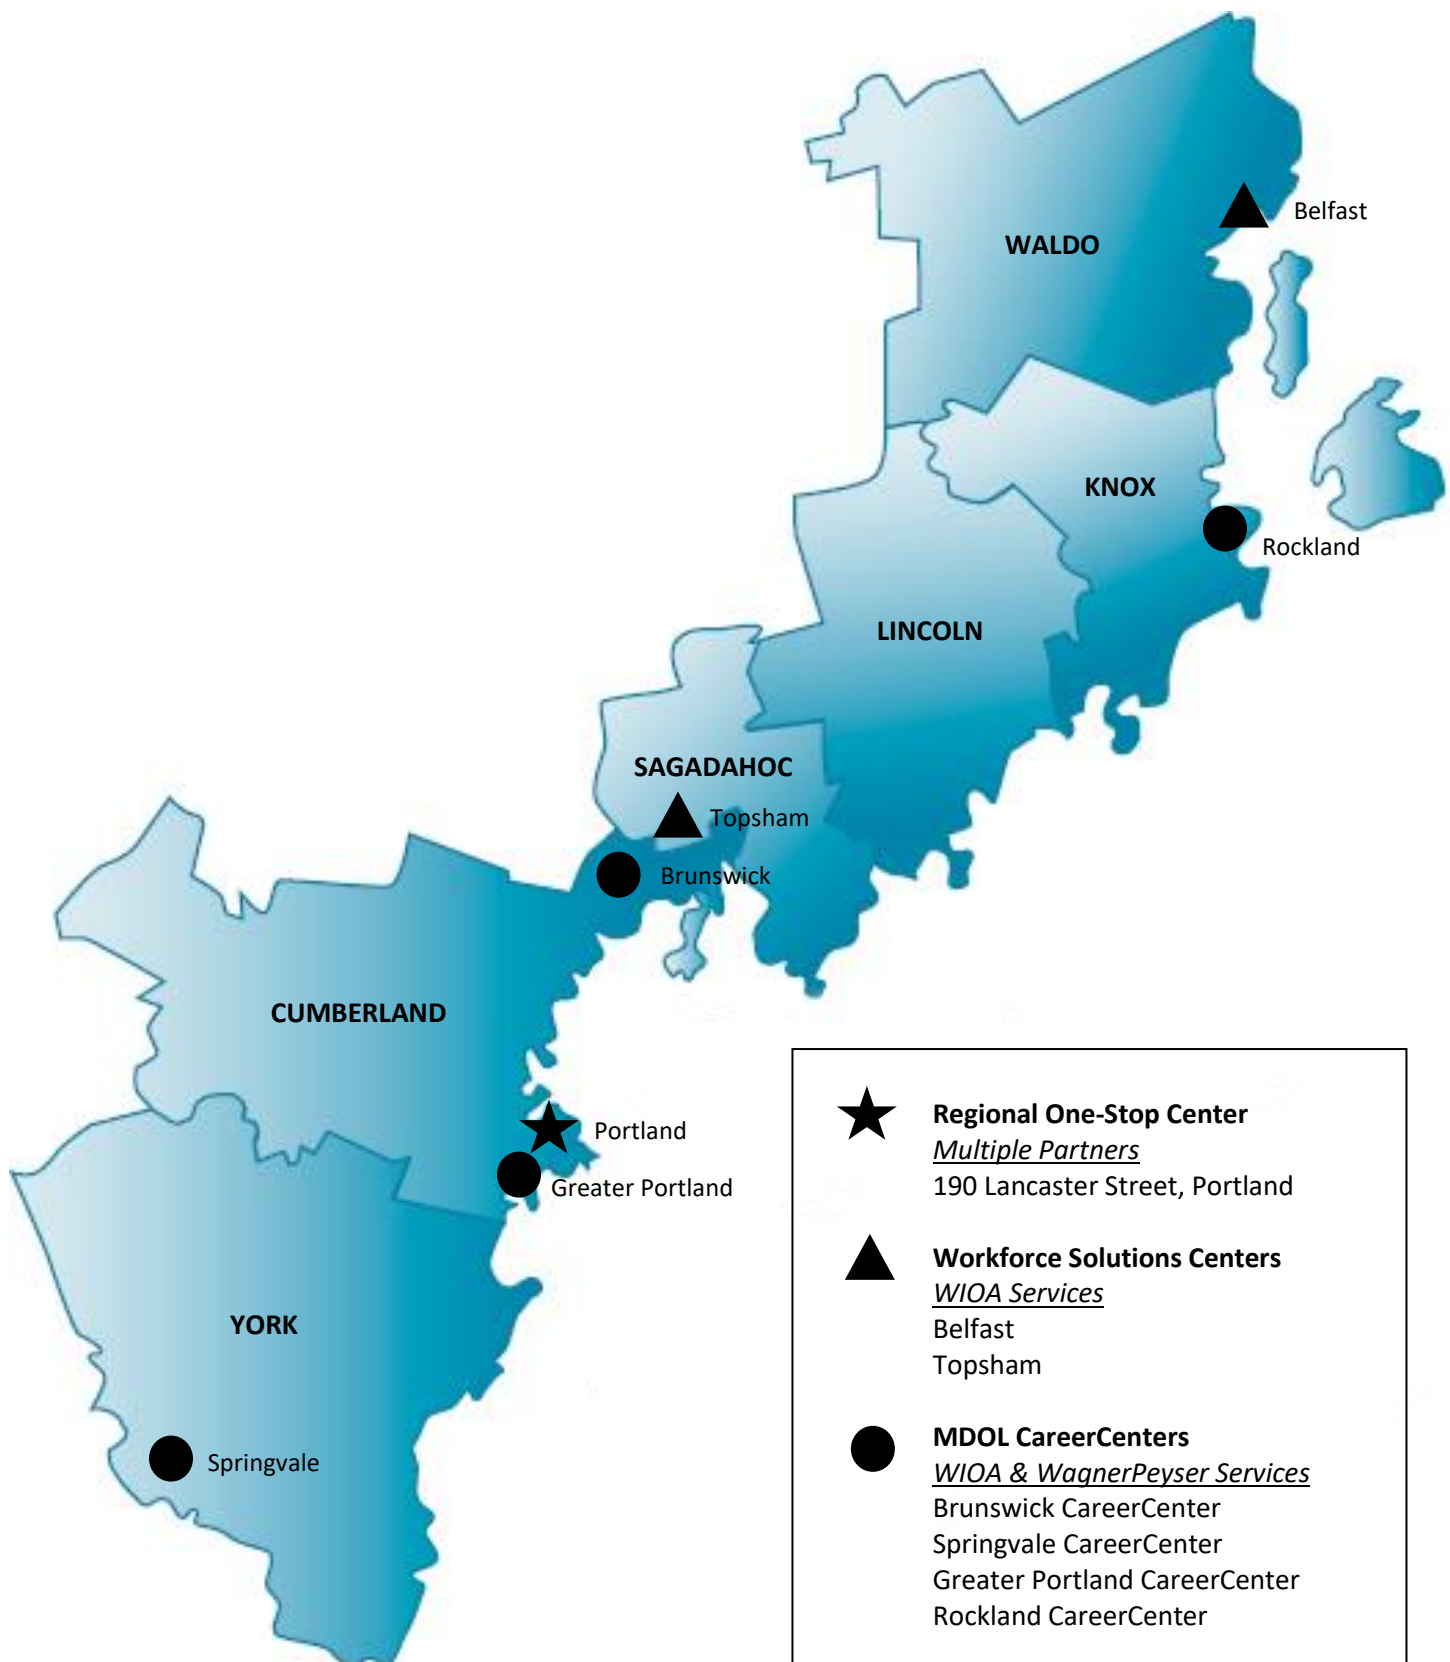 Belfast
WALDO
KNOX
Rockland
LINCOLN
SAGADAHOC
Topsham
Brunswick
CUMBERLAND
Portland
Greater Portland
YORK
Springvale
Regional One-Stop Center
Multiple Partners
190 Lancaster Street, Portland
Workforce Solutions Centers
WIOA Services
Belfast
Topsham
MDOL CareerCenters
WIOA & WagnerPeyser Services
Brunswick CareerCenter
Springvale CareerCenter
Greater Portland CareerCenter
Rockland CareerCenter